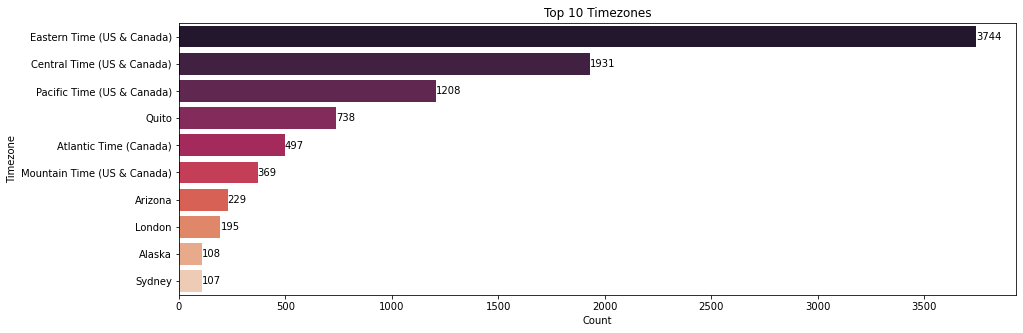 Top 10 Timezones
Timezone
Eastern Time (US & Canada) 3744
Central Time (US & Canada) 1931
Pacific Time (US & Canada) 1208
Quito 738
Atlantic Time (Canada) 497
Mountain Time (US & Canada) 369
Arizona 229
London 195
Alaska 108
Sydney 107
0 500 1000 1500 2000 2500 3000 3500
Count